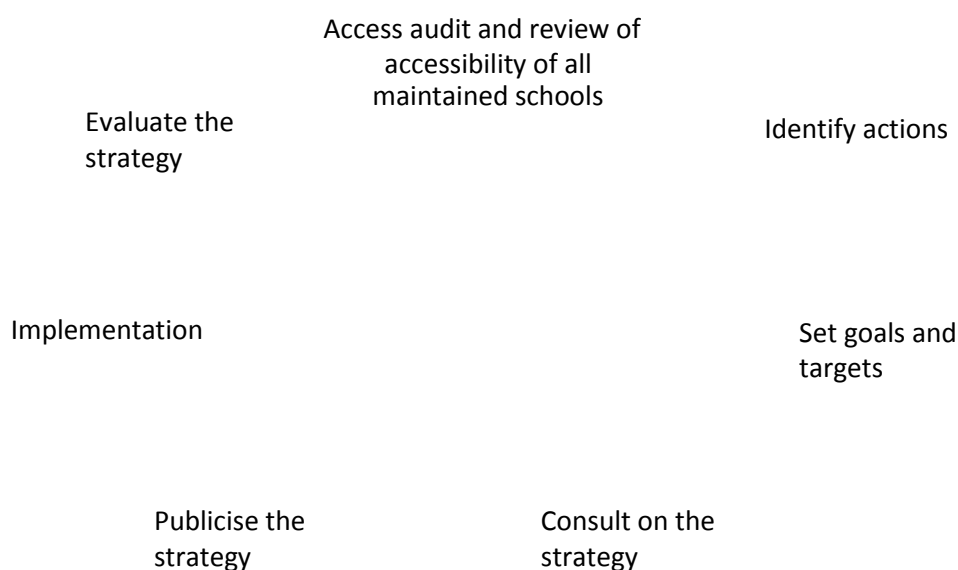 Access audit and review of
accessibility of all
maintained schools
Evaluate the
strategy
Identify actions
Implementation
Set goals and
targets
Publicise the
strategy
Consult on the
strategy